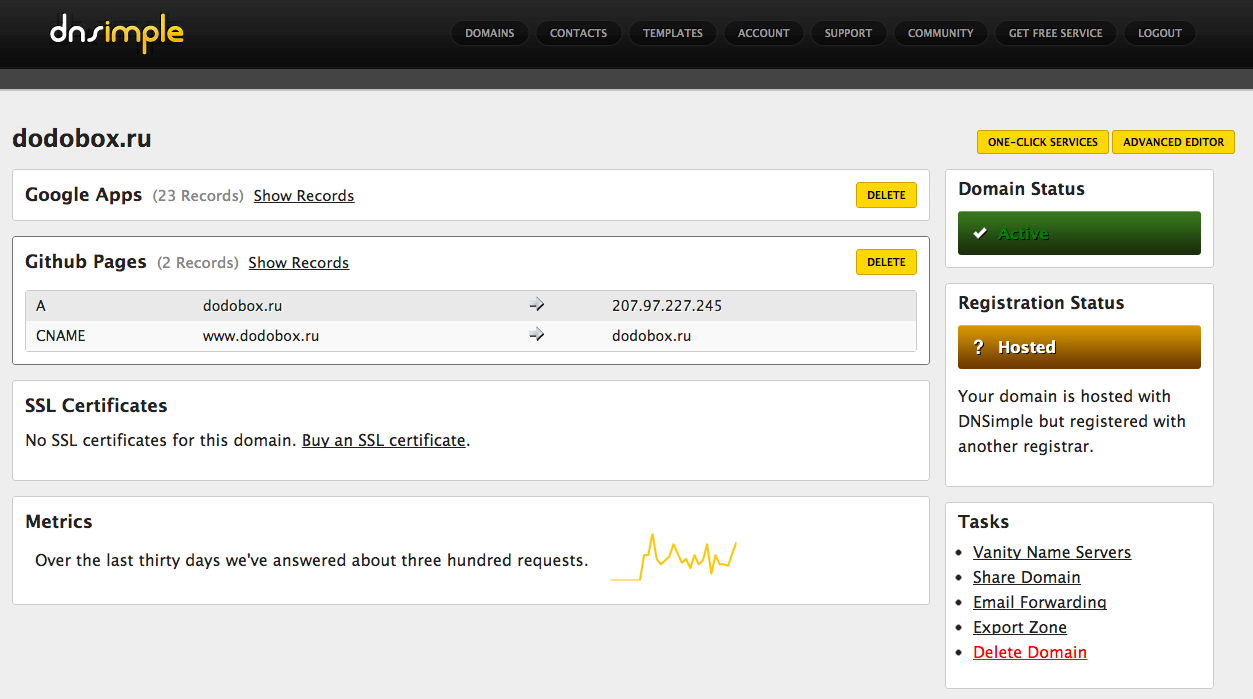 dnsimple
DOMAINS CONTACTS TEMPLATES ACCOUNT SUPPORT COMMUNITY GET FREE SERVICE LOGOUT
dodobox.ru
ONE-CLICK SERVICES ADVANCED EDITOR
Google Apps (23 Records) Show Records DELETE
Github Pages (2 Records) Show Records DELETE
A dodobox.ru 207.97.227.245
CNAME www.dodobox.ru dodobox.ru
SSL Certificates
No SSL certificates for this domain. Buy an SSL certificate.
Metrics
Over the last thirty days we've answered about three hundred requests.
Domain Status
Active
Registration Status
? Hosted
Your domain is hosted with
DNSimple but registered with
another registrar.
Tasks
Vanity Name Servers
Share Domain
Email Forwarding
Export Zone
Delete Domain